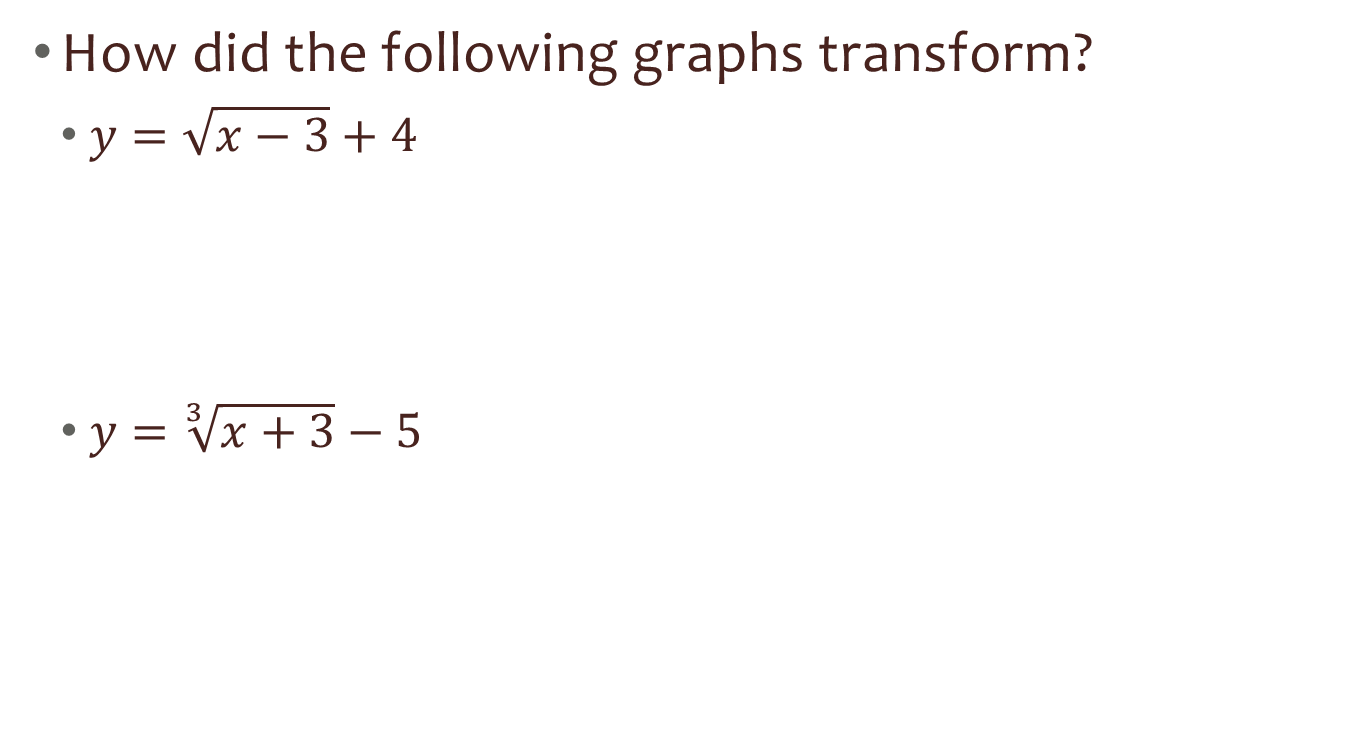 • How did the following graphs transform?
• y = √(x − 3) + 4
• y = ∛(x + 3) − 5